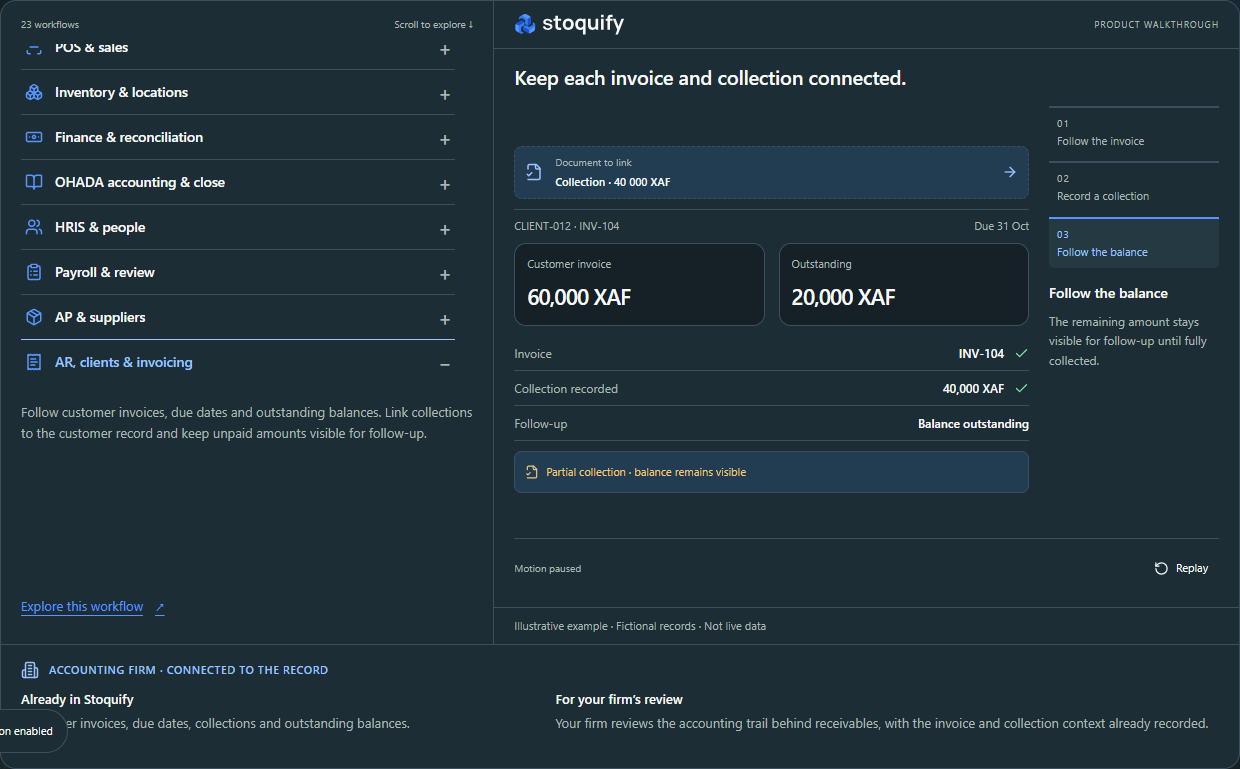 23 workflows
Scroll to explore ↓
POS & sales
Inventory & locations
Finance & reconciliation
OHADA accounting & close
HRIS & people
Payroll & review
AP & suppliers
AR, clients & invoicing
Follow customer invoices, due dates and outstanding balances. Link collections
to the customer record and keep unpaid amounts visible for follow-up.
Explore this workflow ↗
stoquify
PRODUCT WALKTHROUGH
Keep each invoice and collection connected.
Document to link
Collection · 40 000 XAF
CLIENT-012 · INV-104
Due 31 Oct
Customer invoice
60,000 XAF
Outstanding
20,000 XAF
Invoice
INV-104
Collection recorded
40,000 XAF
Follow-up
Balance outstanding
Partial collection · balance remains visible
01
Follow the invoice
02
Record a collection
03
Follow the balance
Follow the balance
The remaining amount stays
visible for follow-up until fully
collected.
Motion paused
Replay
Illustrative example · Fictional records · Not live data
ACCOUNTING FIRM · CONNECTED TO THE RECORD
Already in Stoquify
invoices, due dates, collections and outstanding balances.
on enabled
For your firm's review
Your firm reviews the accounting trail behind receivables, with the invoice and collection context already recorded.